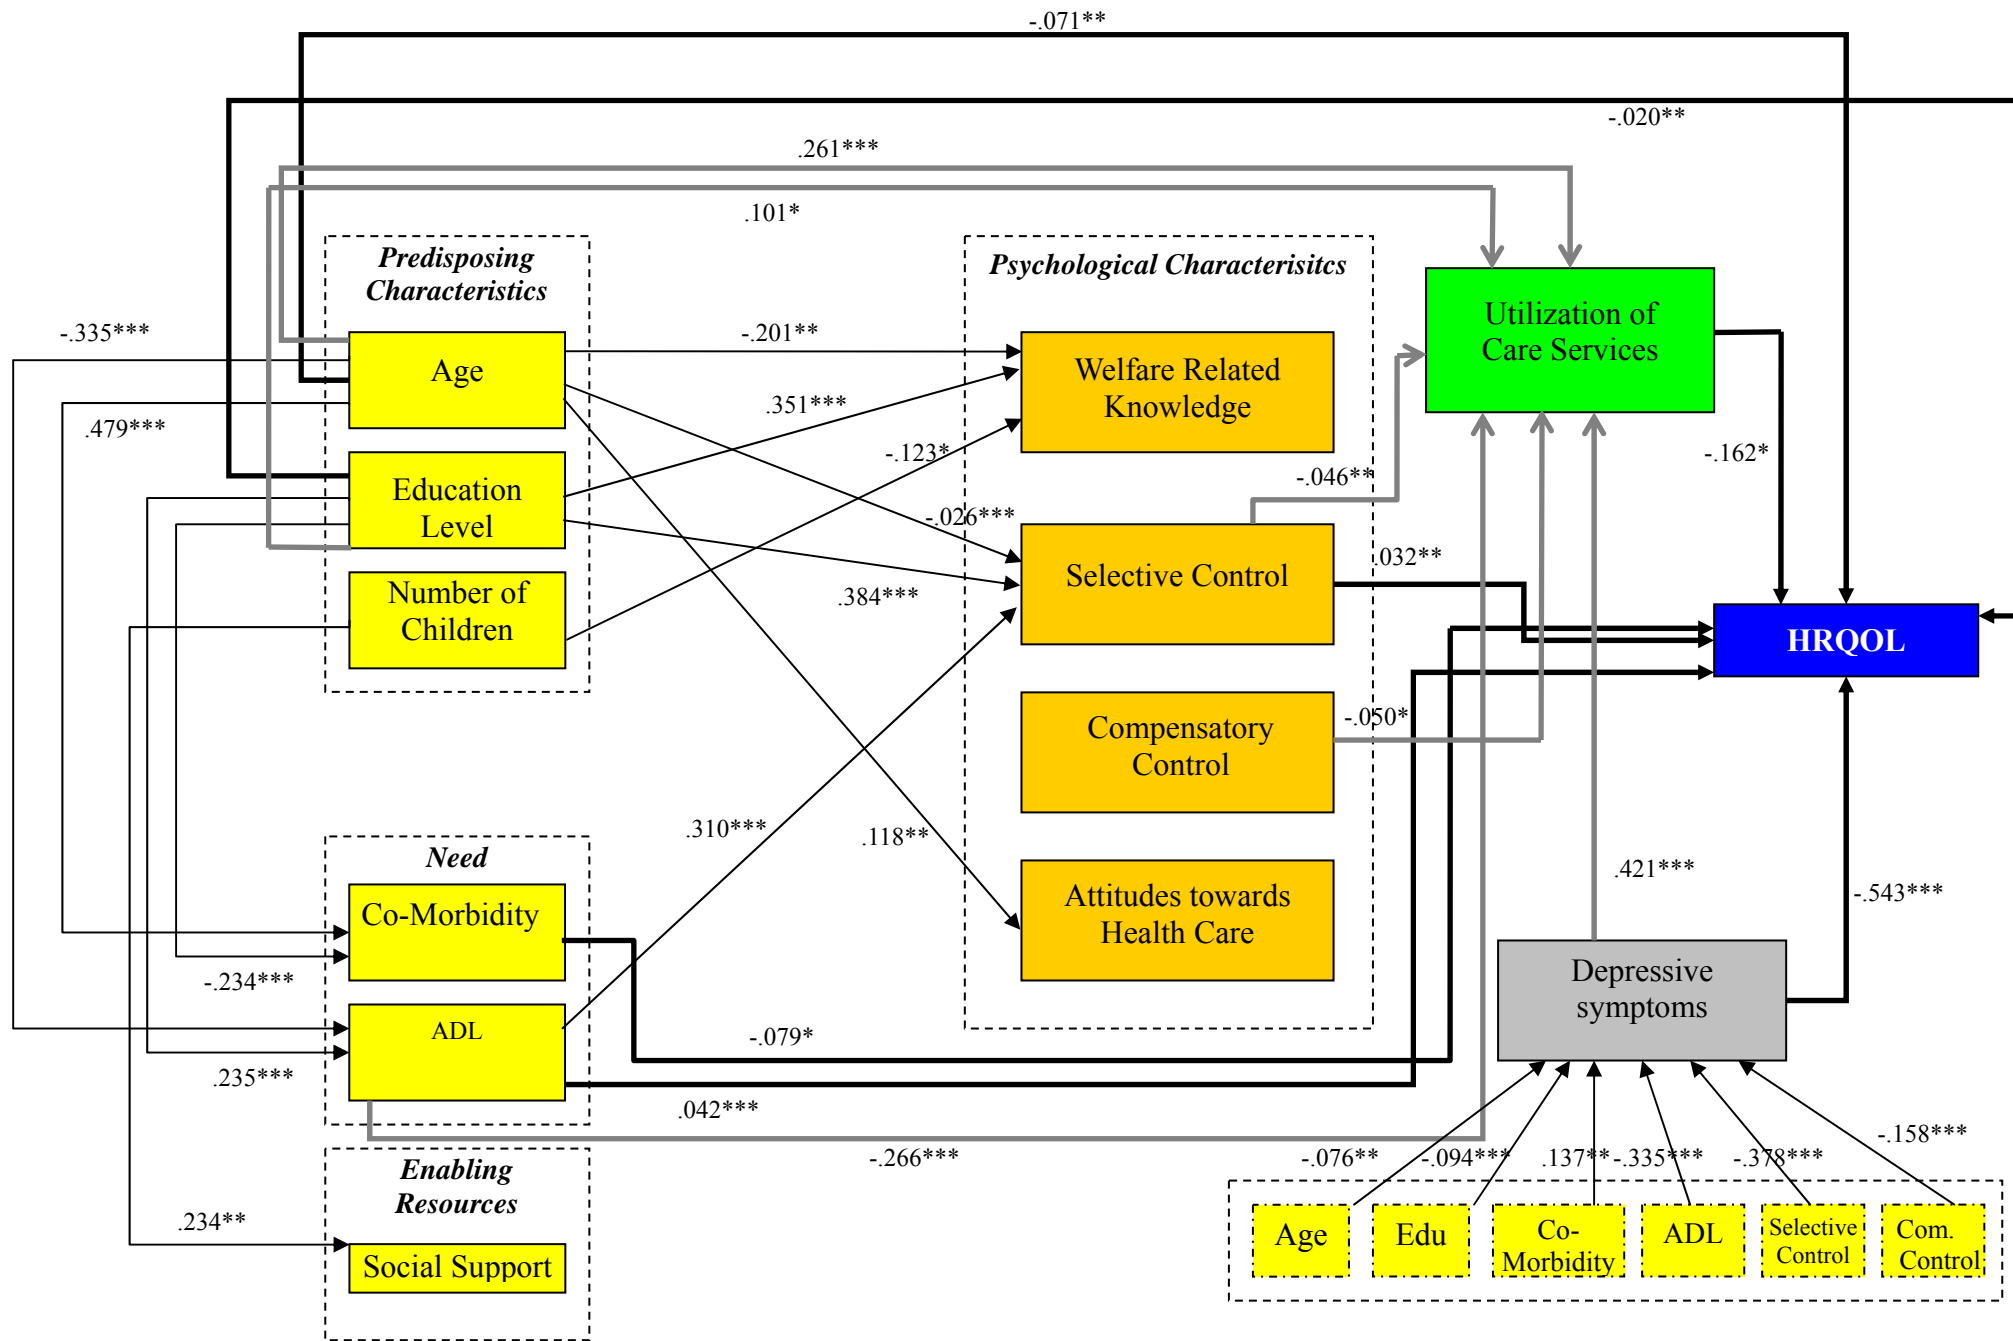 -.071**
-.020**
.261***
.101*
Predisposing
Characteristics
Psychological Characterisitcs
Utilization of
Care Services
-.335***
-.201**
Age
Welfare Related
Knowledge
.351***
.479***
-.123*
-.162*
-.046**
Education
Level
-.026***
.032**
Selective Control
Number of
Children
.384***
HRQOL
-.050*
Compensatory
Control
.310***
.118**
Need
.421***
-.543***
Co-Morbidity
Attitudes towards
Health Care
-.234***
Depressive
symptoms
ADL
-.079*
.235***
.042***
-.266***
-.158***
-.076**
-.094***
.137**
-.335***
-.378***
Enabling
Resources
.234**
Social Support
Age
Edu
Co-
Morbidity
ADL
Selective
Control
Com.
Control